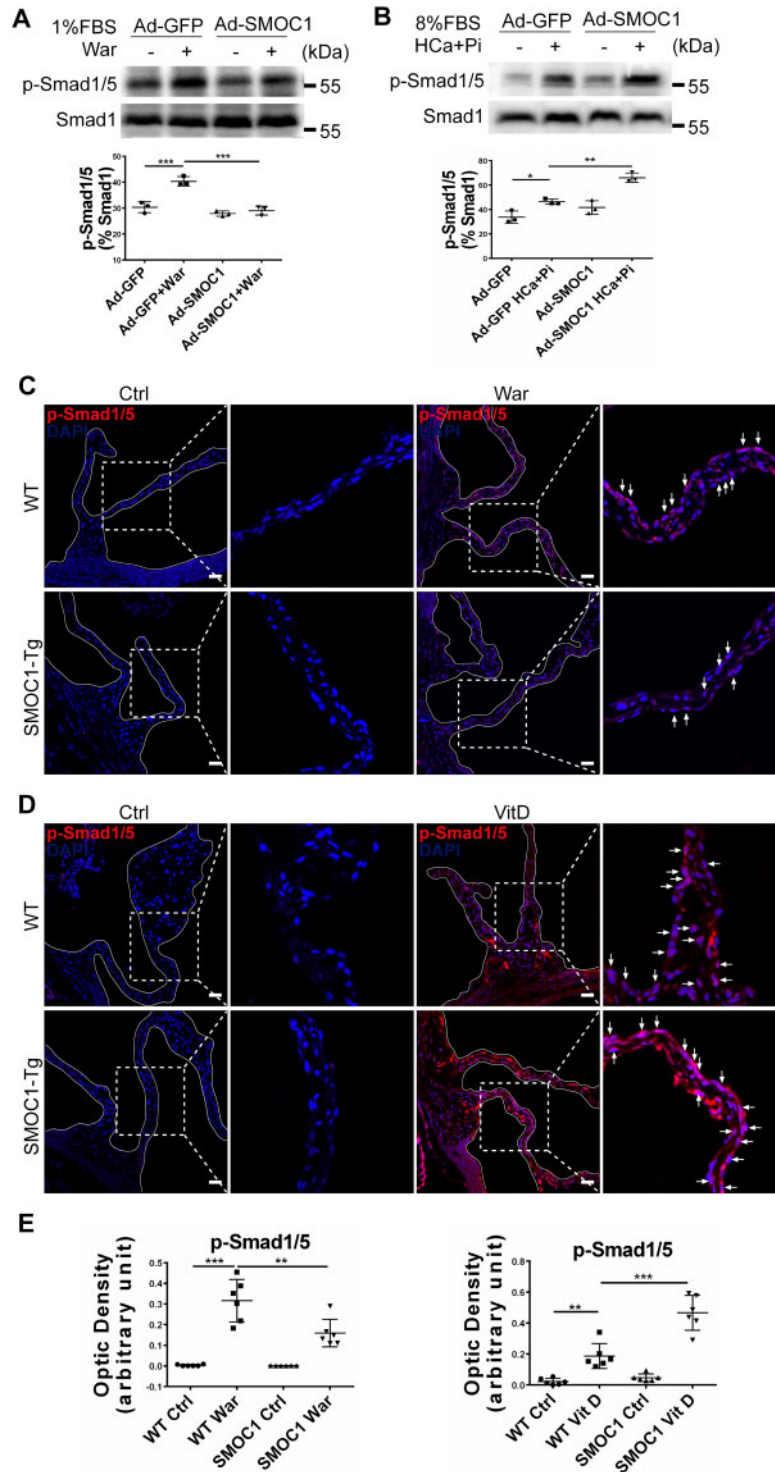 A
1%FBS Ad-GFP Ad-SMOC1
War - + - + (kDa)
p-Smad1/5 55
Smad1 55
***
***
p-Smad1/5
(% Smad1)
50
40
30
20
10
Ad-GFP
Ad-GFP+War
Ad-SMOC1
Ad-SMOC1+War
B
8%FBS Ad-GFP Ad-SMOC1
HCa+Pi - + - + (kDa)
p-Smad1/5 55
Smad1 55
*
**
p-Smad1/5
(% Smad1)
80
60
40
20
0
Ad-GFP
Ad-GFP HCa+Pi
Ad-SMOC1
Ad-SMOC1 HCa+Pi
C
Ctrl
War
p-Smad1/5
DAPI
p-Smad1/5
DAPI
WT
SMOC1-Tg
D
Ctrl
VitD
p-Smad1/5
DAPI
p-Smad1/5
DAPI
WT
SMOC1-Tg
E
p-Smad1/5
***
**
Optic Density
(arbitrary unit)
0.5
0.4
0.3
0.2
0.1
0.0
-0.1
WT Ctrl
WT War
SMOC1 Ctrl
SMOC1 War
p-Smad1/5
**
***
Optic Density
(arbitrary unit)
0.8
0.6
0.4
0.2
0.0
WT Ctrl
WT Vit D
SMOC1 Ctrl
SMOC1 Vit D